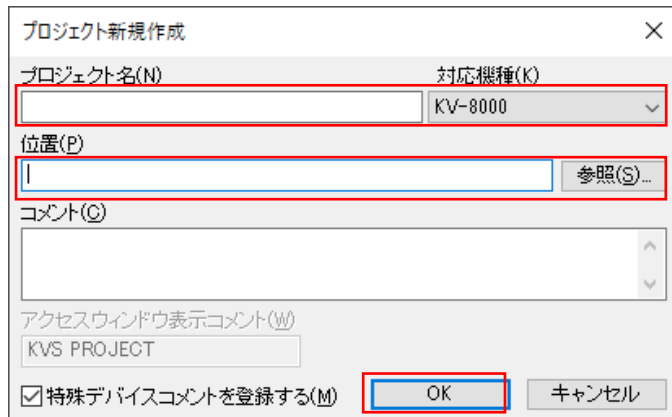 プロジェクト新規作成
プロジェクト名(N) 対応機種(K)
KV-8000
位置(P)
参照(S)...
コメント(C)
アクセスウィンドウ表示コメント(W)
KVS PROJECT
特殊デバイスコメントを登録する(M) OK キャンセル